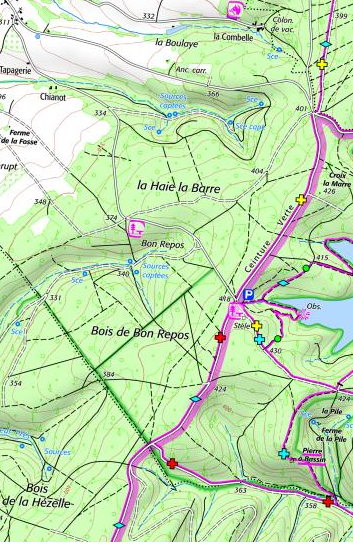 332
Colon.
de vac.
399
311
la Boulaye
la Combelle
Sce
Tapagerie
Anc. carr.
Chianot
366
Sources
captées
Sce
401
334
Sce
Sce capt.
Ferme
de la Fosse
404
Croix
la Marre
426
rupt
la Haie la Barre
348
374
Ceinture Verte
Bon Repos
340
Sources
captées
415
Sce
331
418
P
Obs.
Sce
Bois de Bon Repos
Stèle
430
354
384
424
la Pile
Ferme
de la Pile
Sources
Pierre
à Bassin
Bois
de la Hézelle
363
358